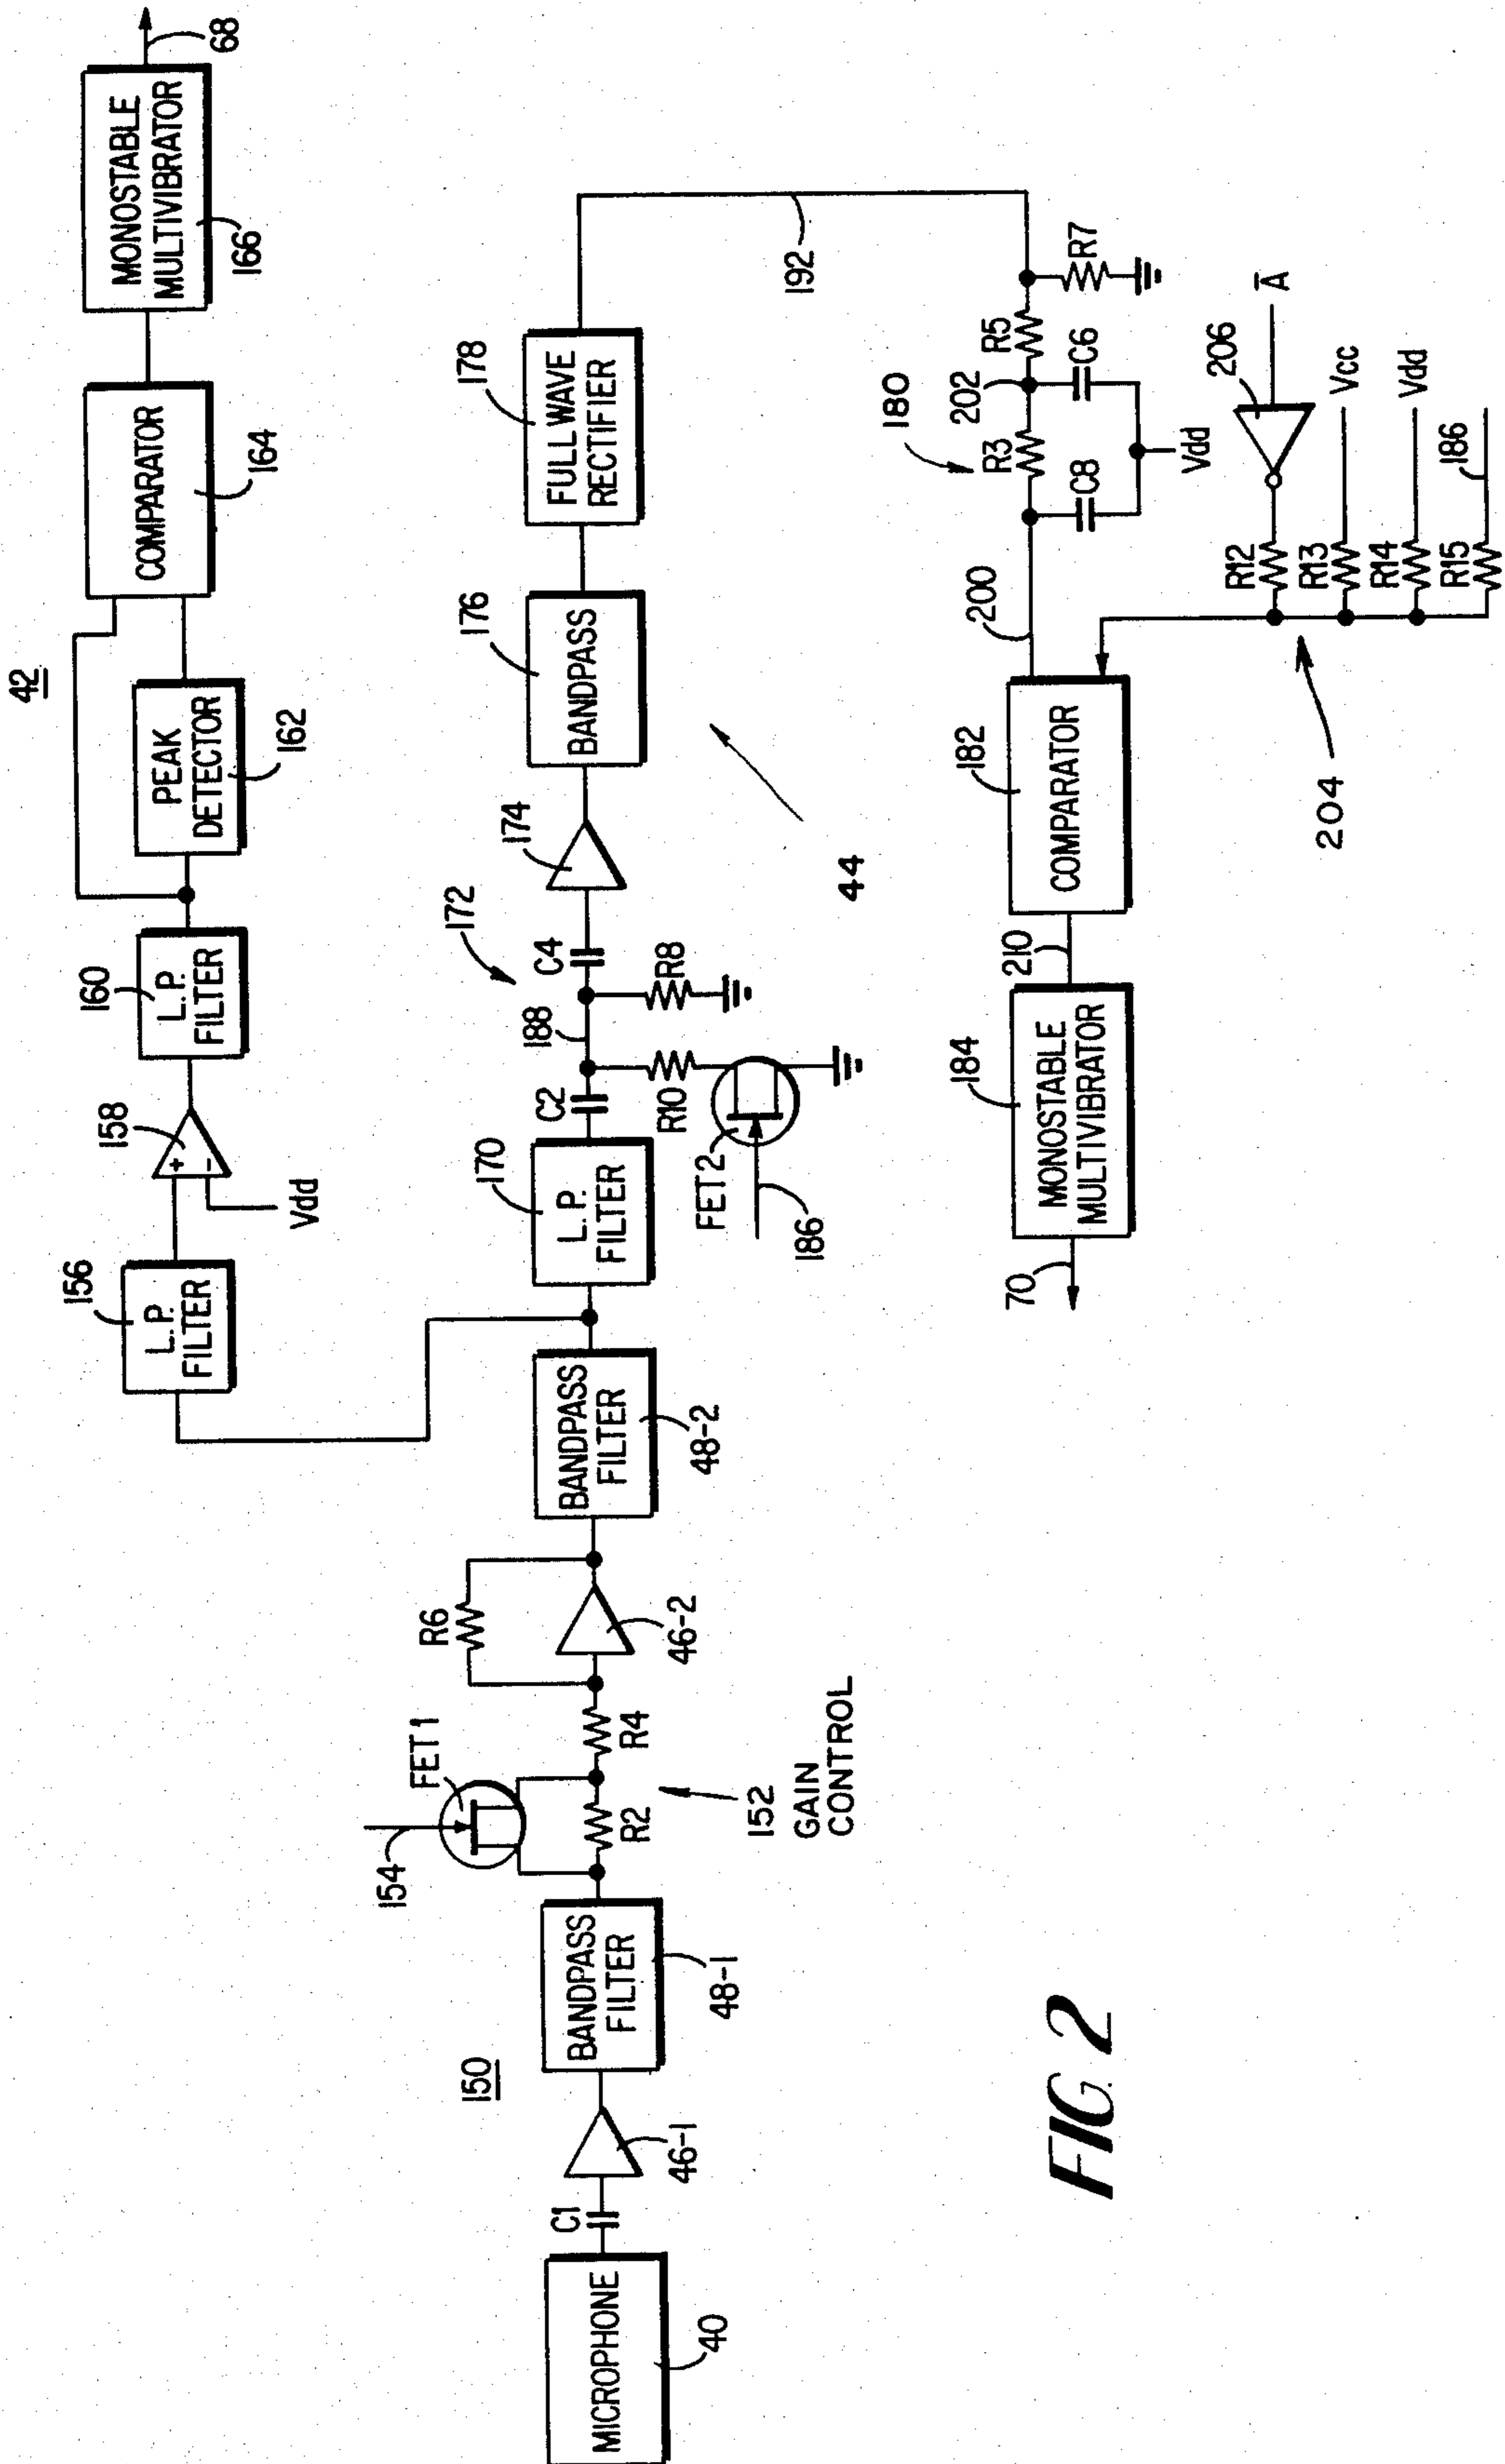 42
MONOSTABLE
MULTIVIBRATOR
166
68
COMPARATOR
164
PEAK
DETECTOR
162
L.P.
FILTER
160
158
+
-
Vdd
L.P.
FILTER
156
150
MICROPHONE
40
C1
46-1
BANDPASS
FILTER
48-1
154
FET1
R2
R4
152
GAIN
CONTROL
R6
46-2
BANDPASS
FILTER
48-2
L.P.
FILTER
170
C2
188
172
C4
R10
R8
FET2
186
174
BANDPASS
176
FULL WAVE
RECTIFIER
178
44
192
R7
R5
202
R3
180
C6
C8
Vdd
200
COMPARATOR
182
210
MONOSTABLE
MULTIVIBRATOR
184
70
206
A̅
R12
R13
Vcc
R14
Vdd
R15
186
204
FIG. 2